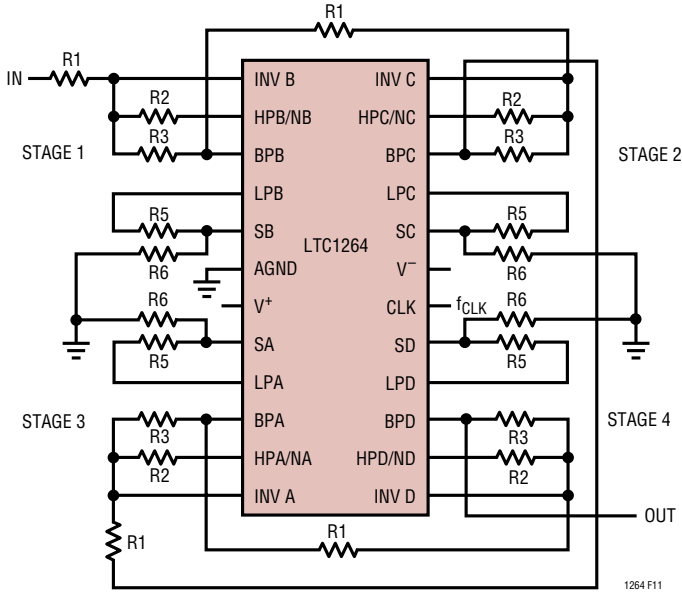 R1
IN
R1
INV B
INV C
R2
HPB/NB
HPC/NC
R2
R3
BPB
BPC
R3
STAGE 1
STAGE 2
LPB
LPC
R5
SB
SC
R5
R6
LTC1264
R6
AGND
V–
R6
V+
CLK
fCLK
R6
SA
SD
R5
R5
LPA
LPD
STAGE 3
STAGE 4
BPA
BPD
R3
R3
HPA/NA
HPD/ND
R2
R2
INV A
INV D
OUT
R1
R1
1264 F11